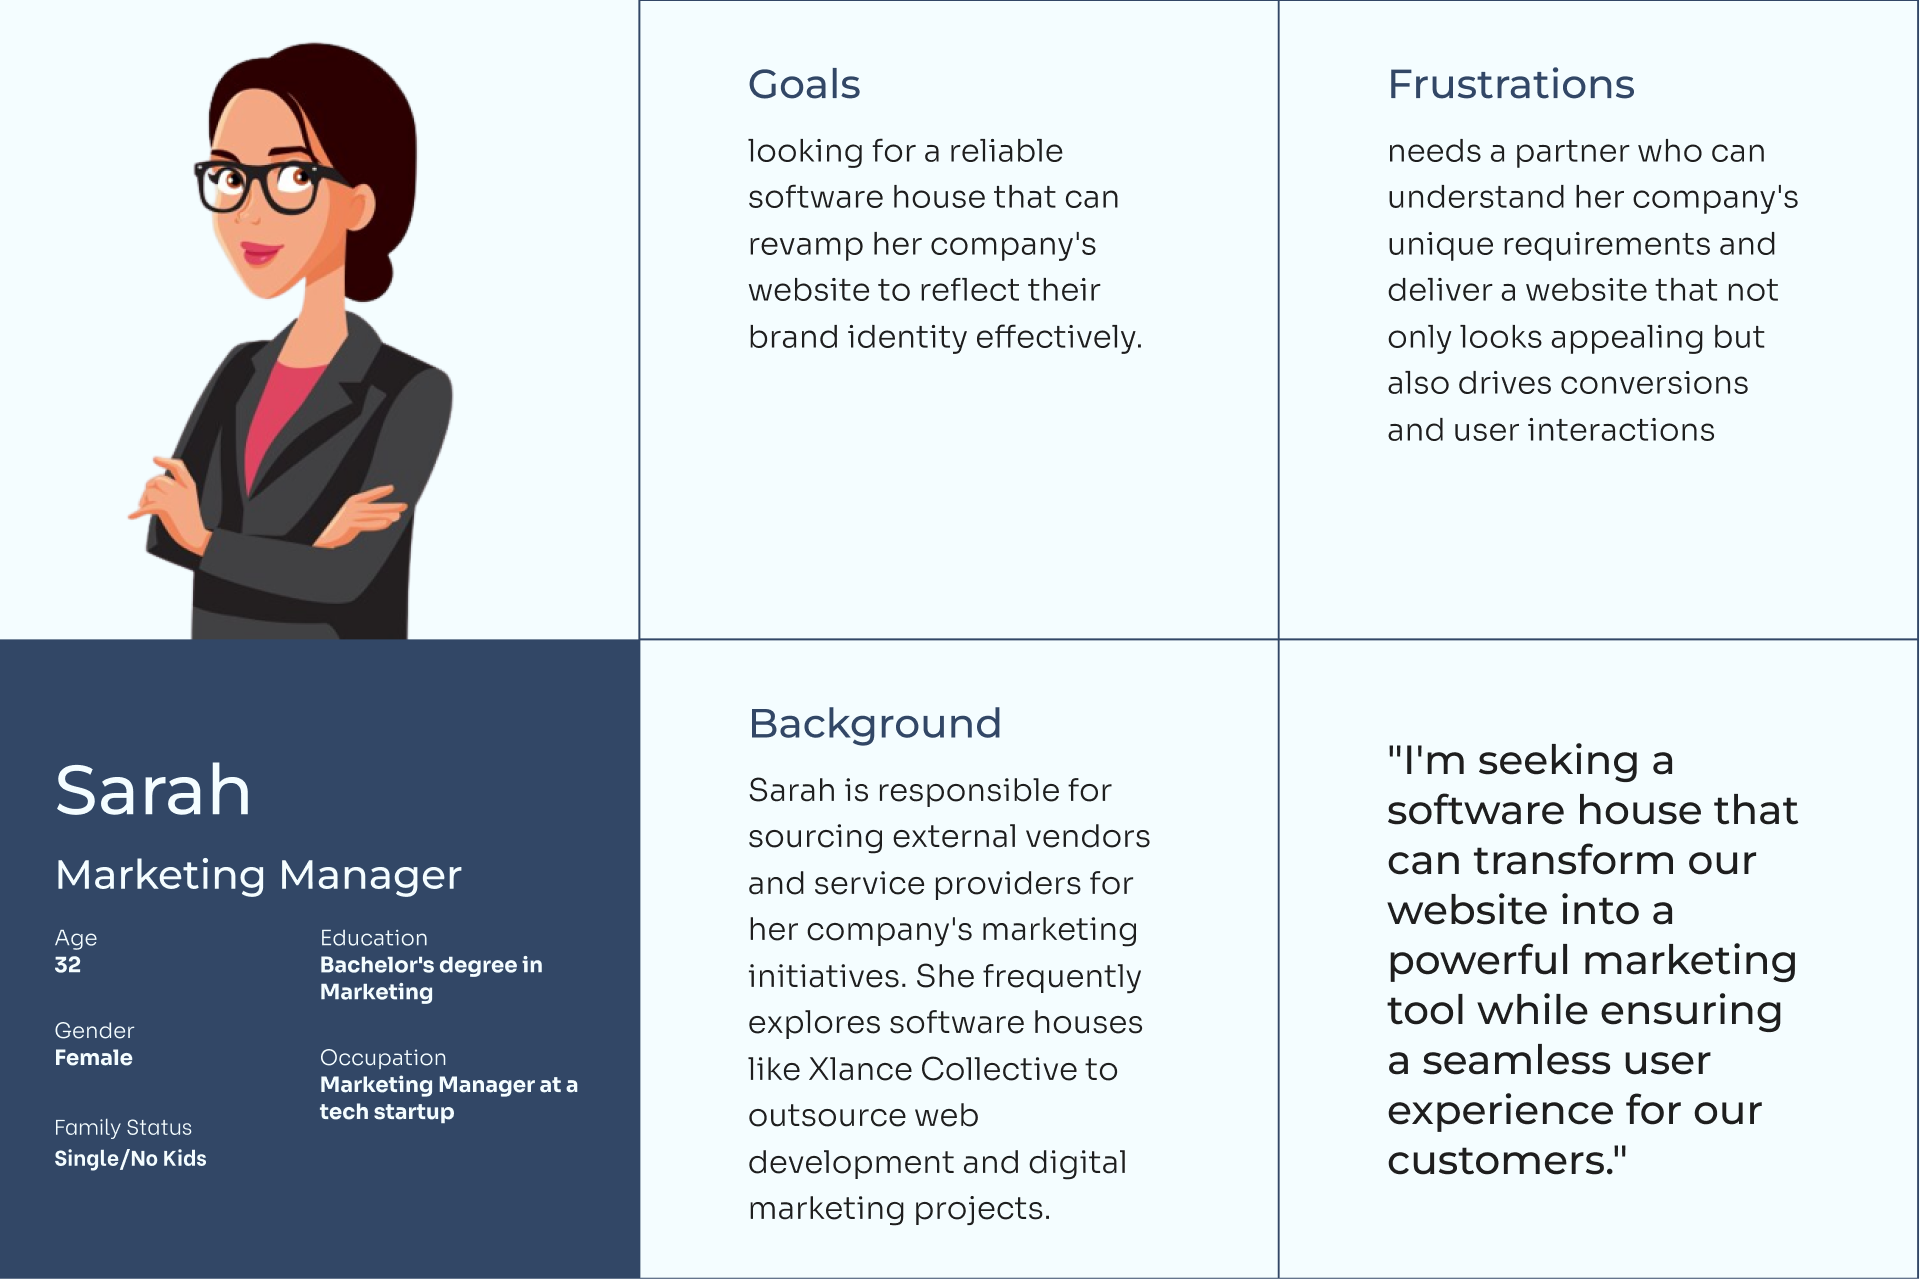 Goals
looking for a reliable
software house that can
revamp her company's
website to reflect their
brand identity effectively.
Frustrations
needs a partner who can
understand her company's
unique requirements and
deliver a website that not
only looks appealing but
also drives conversions
and user interactions
Sarah
Marketing Manager
Age
32
Gender
Female
Family Status
Single/No Kids
Education
Bachelor's degree in
Marketing
Occupation
Marketing Manager at a
tech startup
Background
Sarah is responsible for
sourcing external vendors
and service providers for
her company's marketing
initiatives. She frequently
explores software houses
like Xlance Collective to
outsource web
development and digital
marketing projects.
"I'm seeking a
software house that
can transform our
website into a
powerful marketing
tool while ensuring
a seamless user
experience for our
customers."